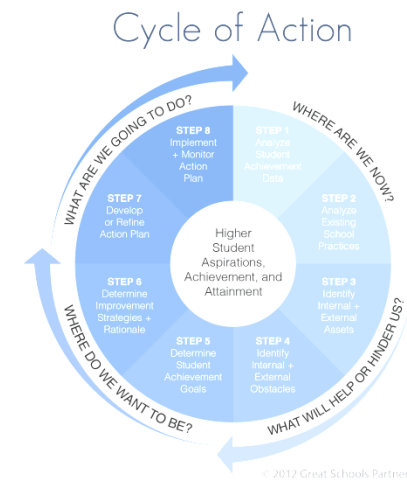 Cycle of Action
WHERE ARE WE NOW?
STEP 1
Analyze
Student
Achievement
Data
STEP 2
Analyze
Existing
School
Practices
WHAT WILL HELP OR HINDER US?
STEP 3
Identify
Internal +
External
Assets
STEP 4
Identify
Internal +
External
Obstacles
WHERE DO WE WANT TO BE?
STEP 5
Determine
Student
Achievement
Goals
STEP 6
Determine
Improvement
Strategies +
Rationale
WHAT ARE WE GOING TO DO?
STEP 7
Develop
or Refine
Action Plan
STEP 8
Implement
+ Monitor
Action
Plan
Higher
Student
Aspirations,
Achievement, and
Attainment
© 2012 Great Schools Partner